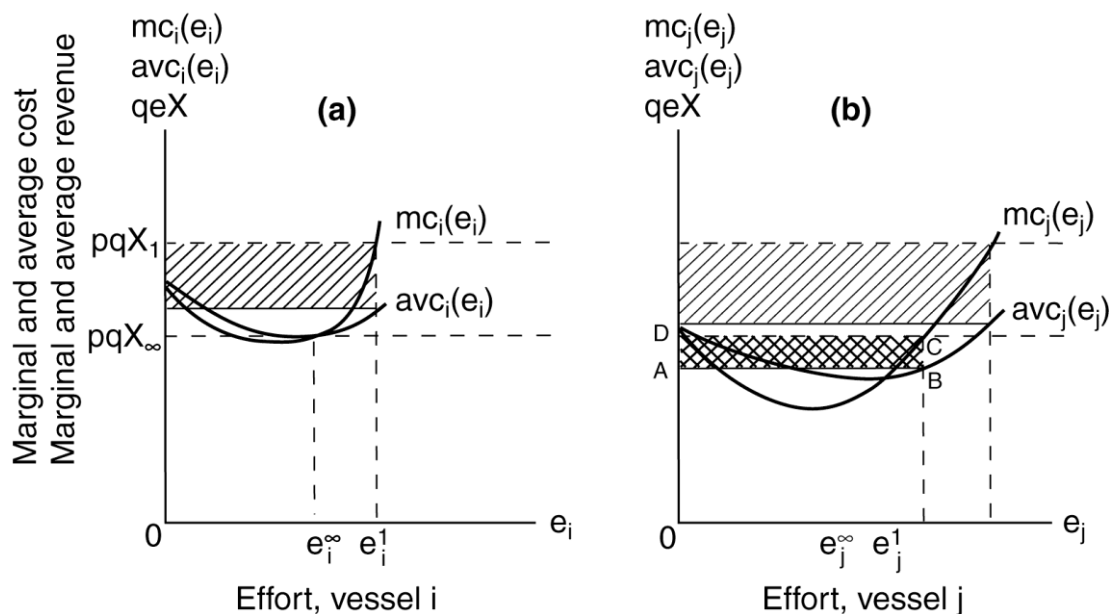 Marginal and average cost
Marginal and average revenue
mcᵢ(eᵢ)
avcᵢ(eᵢ)
qeX
(a)
pqX₁
pqX∞
mcᵢ(eᵢ)
avcᵢ(eᵢ)
0
eᵢ∞
eᵢ¹
eᵢ
Effort, vessel i
mcⱼ(eⱼ)
avcⱼ(eⱼ)
qeX
(b)
mcⱼ(eⱼ)
avcⱼ(eⱼ)
D
C
A
B
0
eⱼ∞
eⱼ¹
eⱼ
Effort, vessel j